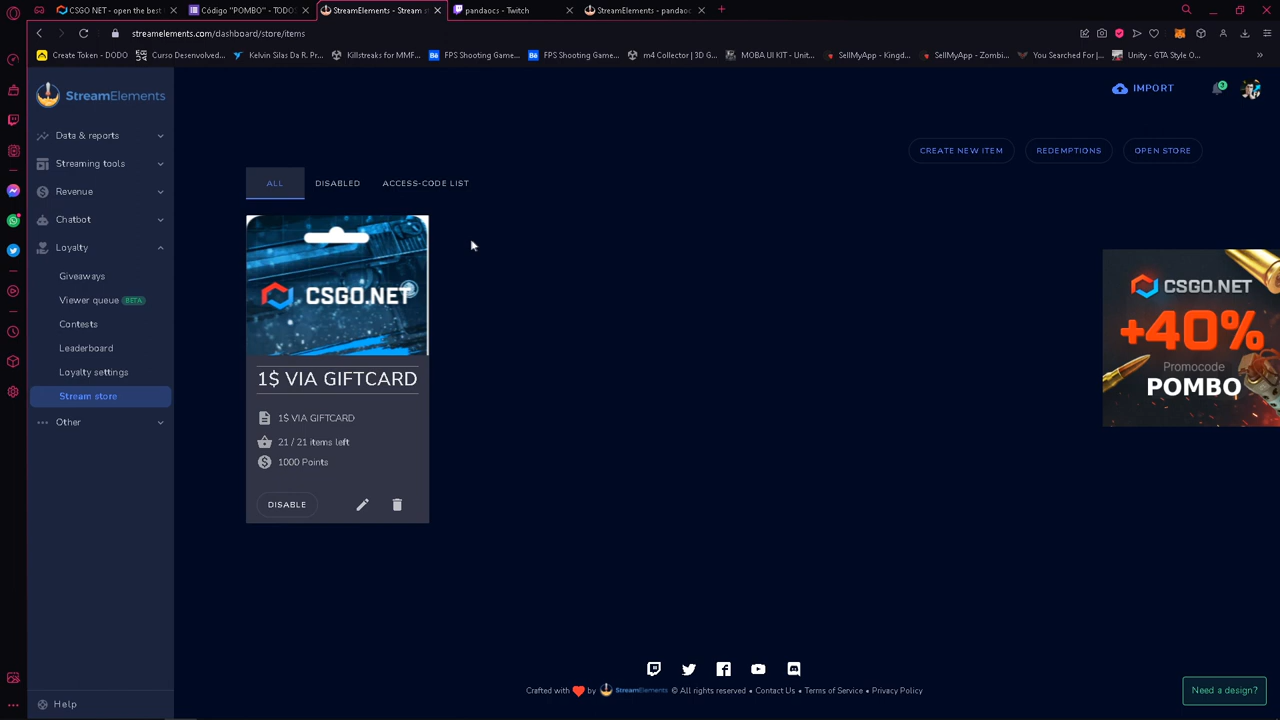 CSGO.NET - open the best
Código "POMBO" - TODOS
StreamElements - Stream st
pandaocs - Twitch
StreamElements - pandaoc
streamelements.com/dashboard/store/items
Create Token - DODO
Curso Desenvolved...
Kelvin Silas Da R. Pr...
Killstreaks for MMF...
FPS Shooting Game...
FPS Shooting Game...
m4 Collector | 3D G...
MOBA UI KIT - Unit...
SellMyApp - Kingd...
SellMyApp - Zombi...
You Searched For |...
Unity - GTA Style O...
StreamElements
IMPORT
3
Data & reports
Streaming tools
Revenue
Chatbot
Loyalty
Giveaways
Viewer queue BETA
Contests
Leaderboard
Loyalty settings
Stream store
Other
Help
CREATE NEW ITEM
REDEMPTIONS
OPEN STORE
ALL
DISABLED
ACCESS-CODE LIST
CSGO.NET
1$ VIA GIFTCARD
1$ VIA GIFTCARD
21 / 21 items left
1000 Points
DISABLE
CSGO.NET
+40%
Promocode
POMBO
Crafted with ❤ by StreamElements © All rights reserved • Contact Us • Terms of Service • Privacy Policy
Need a design?